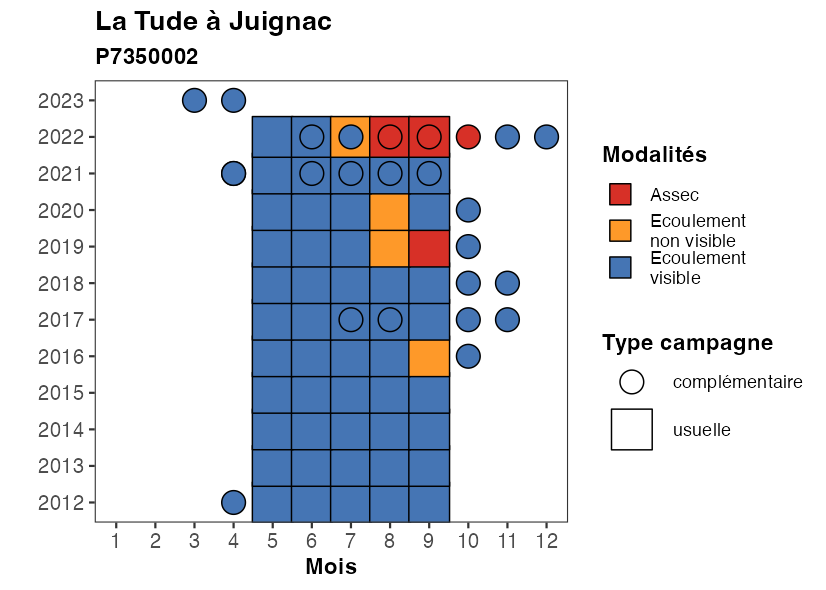 La Tude à Juignac
P7350002
2023
2022
2021
2020
2019
2018
2017
2016
2015
2014
2013
2012
1 2 3 4 5 6 7 8 9 10 11 12
Mois
Modalités
Assec
Ecoulement
non visible
Ecoulement
visible
Type campagne
complémentaire
usuelle